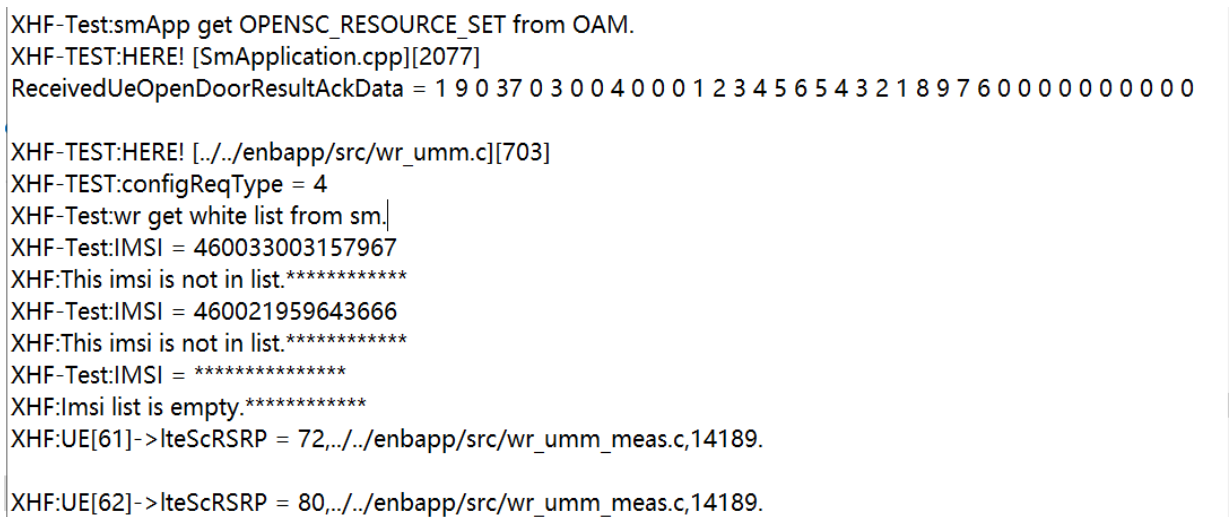 XHF-Test:smApp get OPENSC_RESOURCE_SET from OAM.
XHF-TEST:HERE! [SmApplication.cpp][2077]
ReceivedUeOpenDoorResultAckData = 1 9 0 37 0 3 0 0 4 0 0 0 1 2 3 4 5 6 5 4 3 2 1 8 9 7 6 0 0 0 0 0 0 0 0 0 0
XHF-TEST:HERE! [../../enbapp/src/wr_umm.c][703]
XHF-TEST:configReqType = 4
XHF-Test:wr get white list from sm.
XHF-Test:IMSI = 460033003157967
XHF:This imsi is not in list.************
XHF-Test:IMSI = 460021959643666
XHF:This imsi is not in list.************
XHF-Test:IMSI = ***************
XHF:Imsi list is empty.************
XHF:UE[61]->lteScRSRP = 72,../../enbapp/src/wr_umm_meas.c,14189.
XHF:UE[62]->lteScRSRP = 80,../../enbapp/src/wr_umm_meas.c,14189.